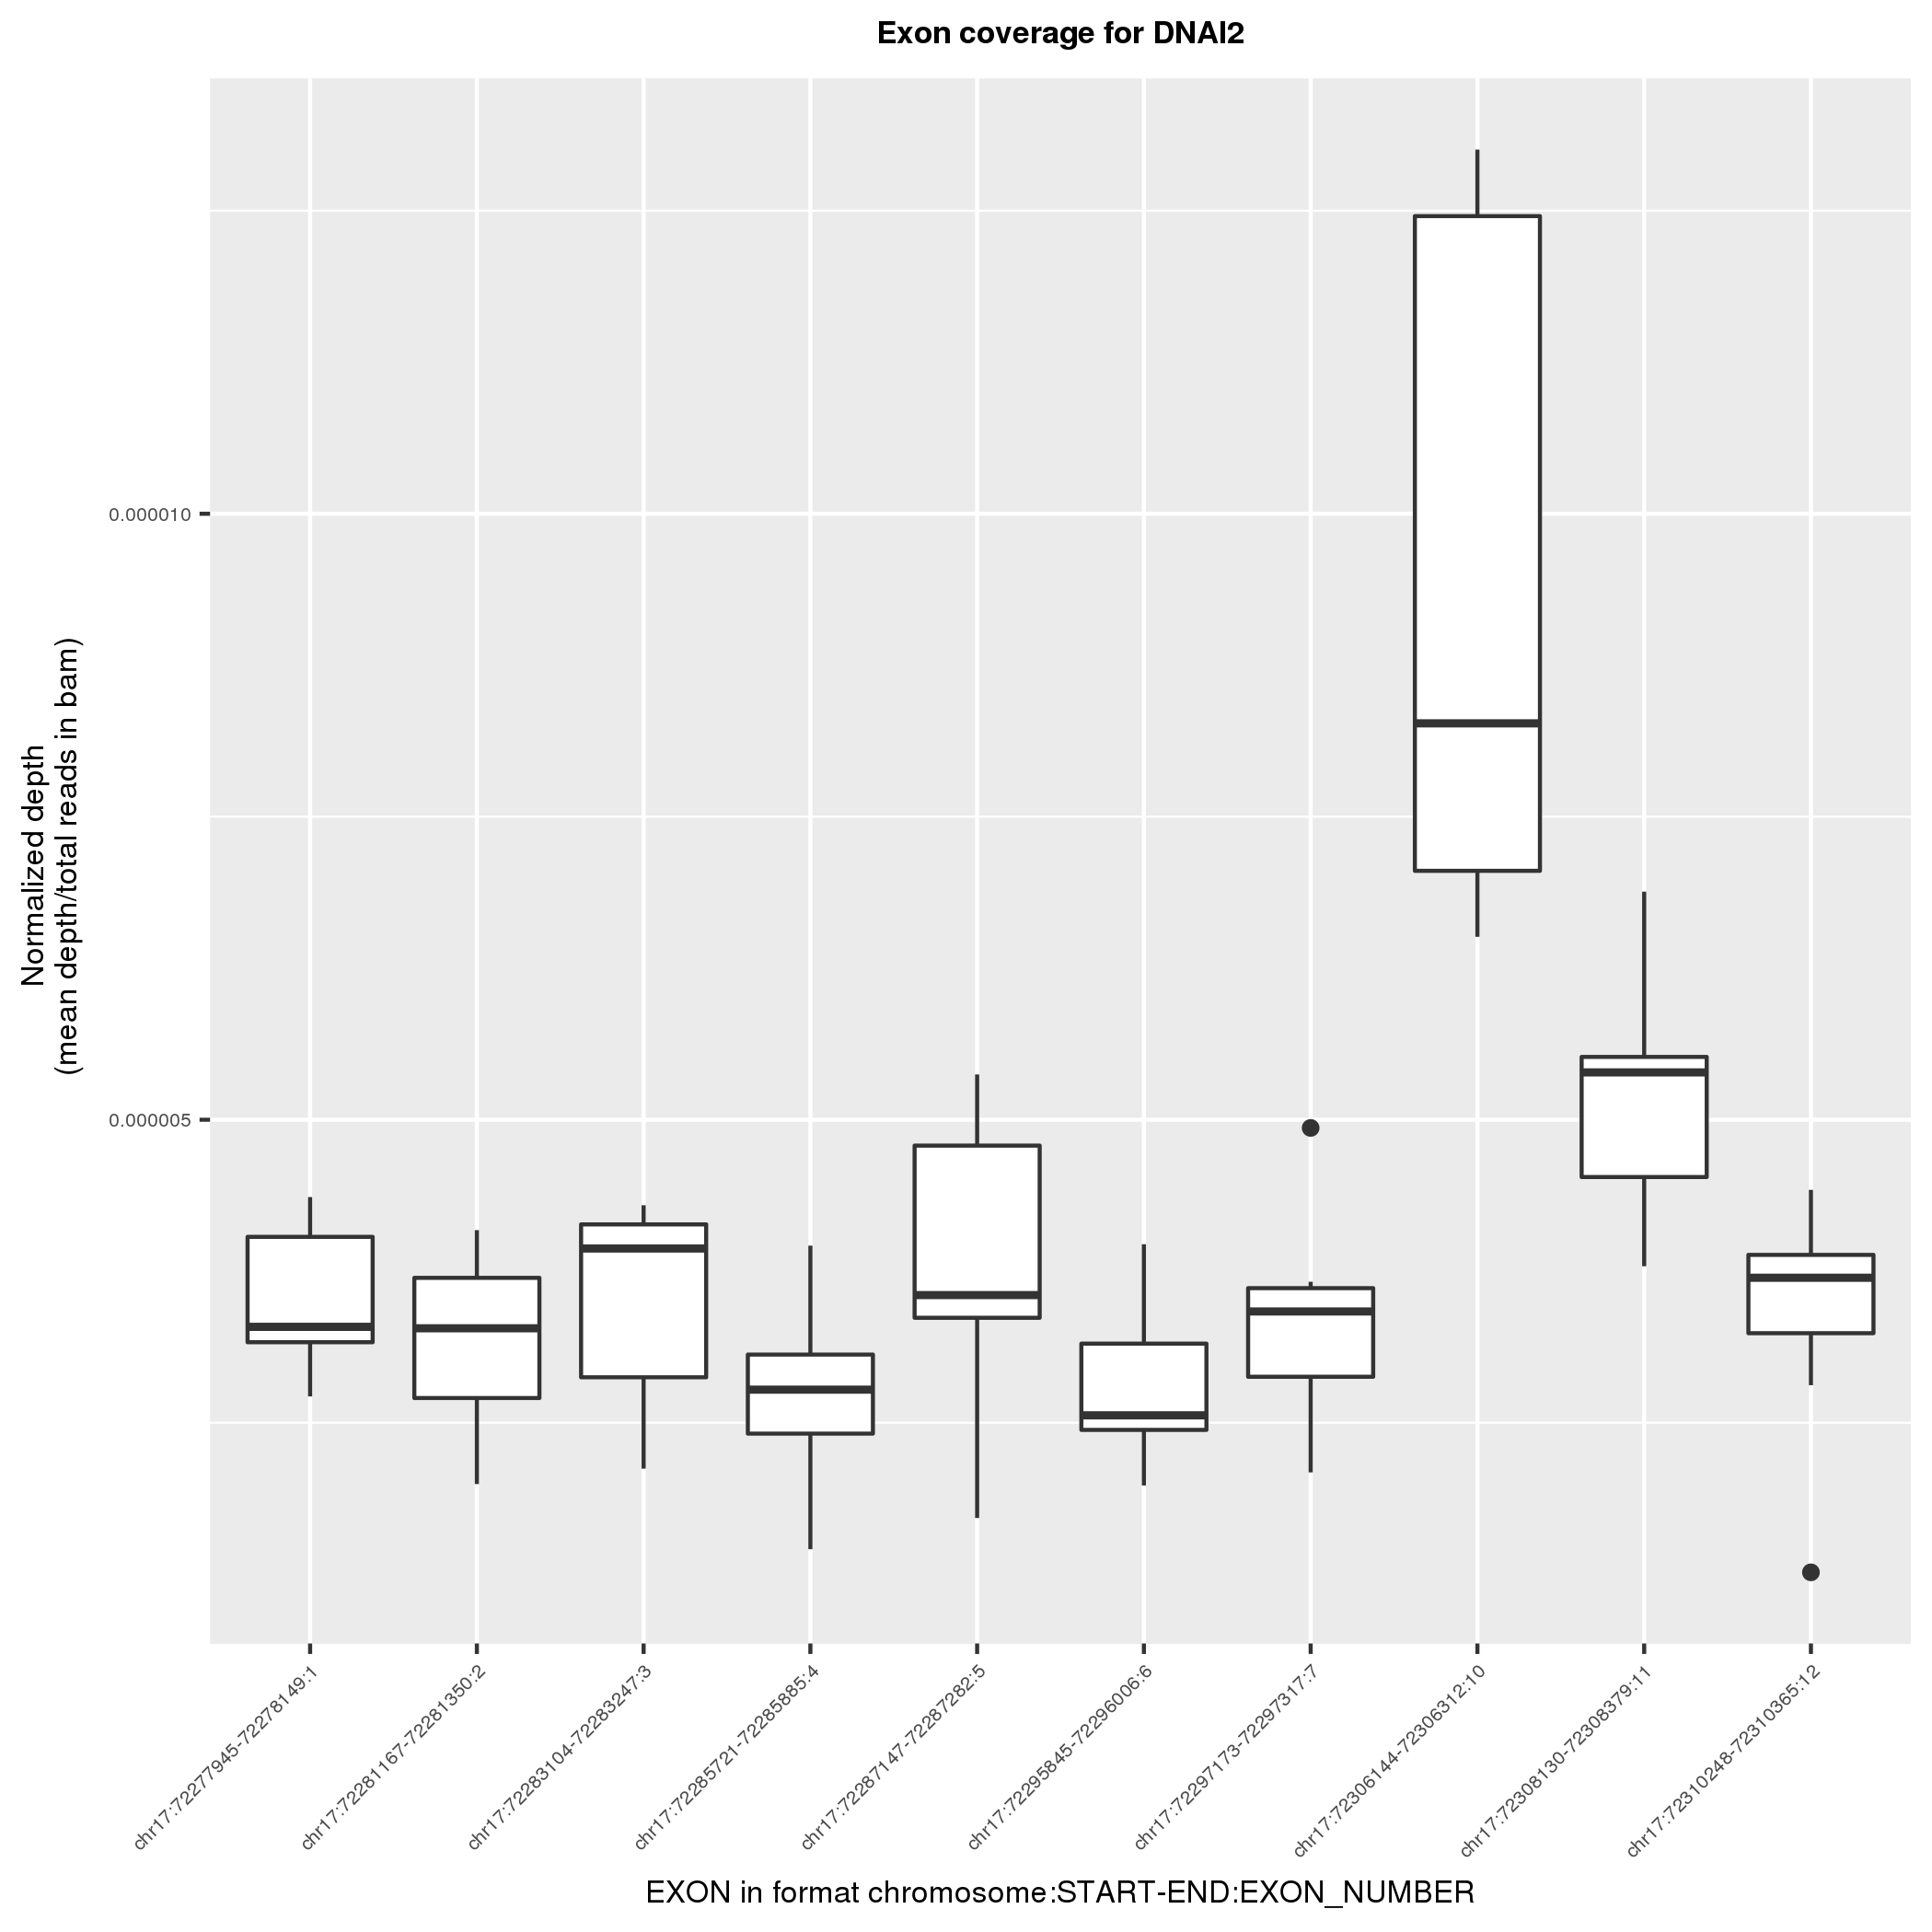 Exon coverage for DNAI2
Normalized depth
(mean depth/total reads in bam)
0.000010
0.000005
chr17:72277945-72278149:1
chr17:72281167-72281350:2
chr17:72283104-72283247:3
chr17:72285721-72285885:4
chr17:72287147-72287282:5
chr17:72295845-72296006:6
chr17:72297173-72297317:7
chr17:72306144-72306312:10
chr17:72308130-72308379:11
chr17:72310248-72310365:12
EXON in format chromosome:START-END:EXON_NUMBER